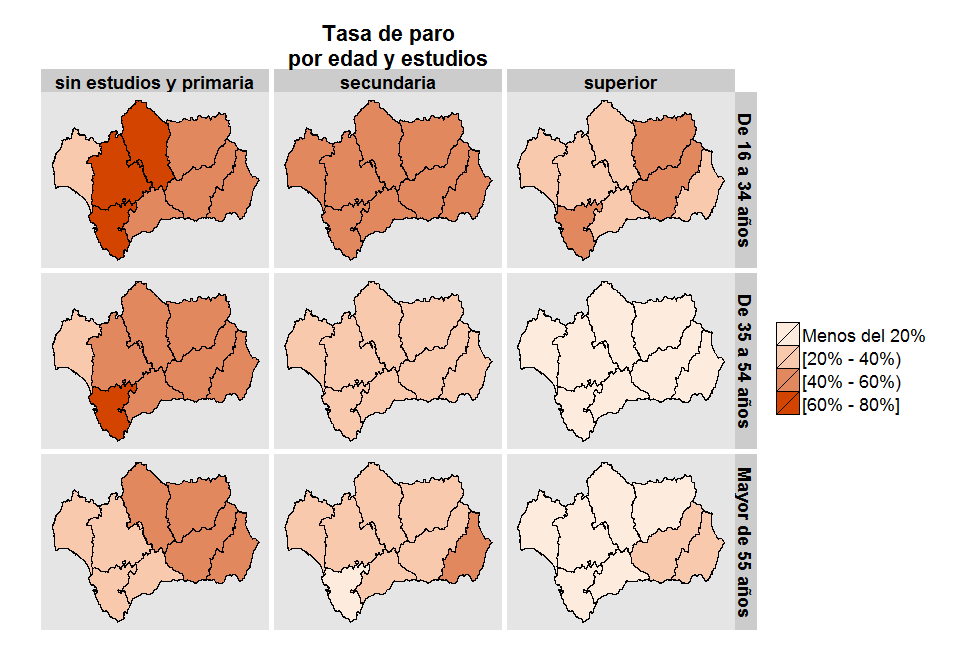 Tasa de paro
por edad y estudios
sin estudios y primaria
secundaria
superior
De 16 a 34 años
De 35 a 54 años
Mayor de 55 años
Menos del 20%
[20% - 40%)
[40% - 60%)
[60% - 80%]